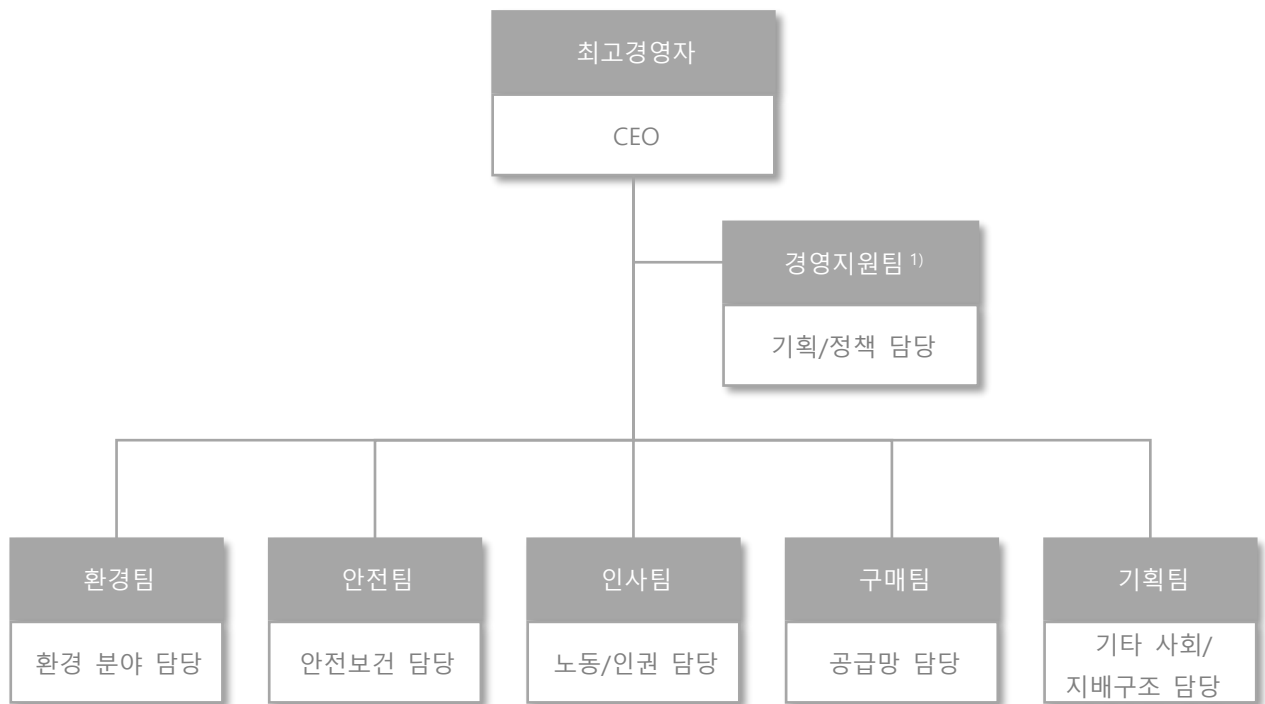 최고경영자
CEO
경영지원팀 1)
기획/정책 담당
환경팀
환경 분야 담당
안전팀
안전보건 담당
인사팀
노동/인권 담당
구매팀
공급망 담당
기획팀
기타 사회/
지배구조 담당